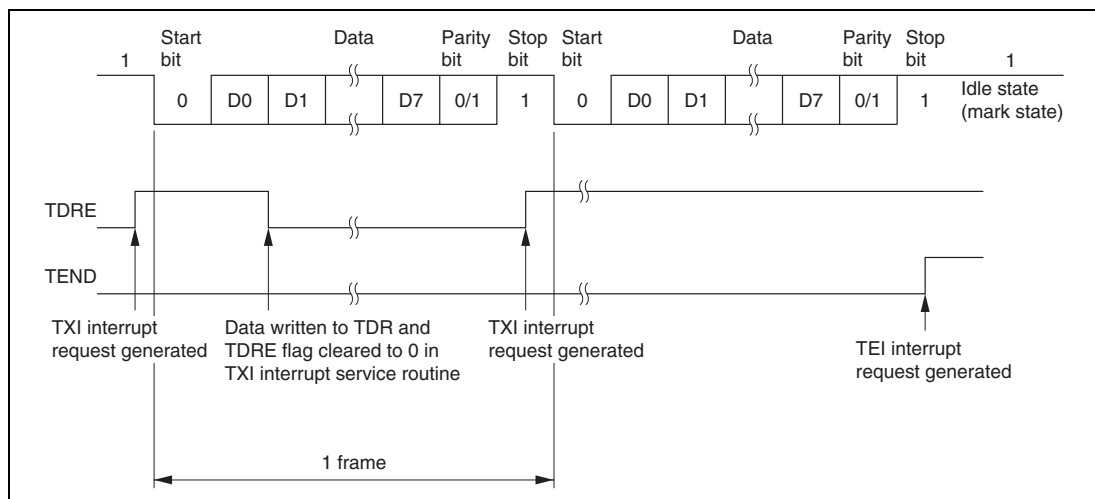 Start bit Data Parity bit Stop bit Start bit Data Parity bit Stop bit
1 1
0 D0 D1 D7 0/1 1 0 D0 D1 D7 0/1 1
Idle state
(mark state)
TDRE
TEND
TXI interrupt
request generated
Data written to TDR and
TDRE flag cleared to 0 in
TXI interrupt service routine
TXI interrupt
request generated
TEI interrupt
request generated
1 frame